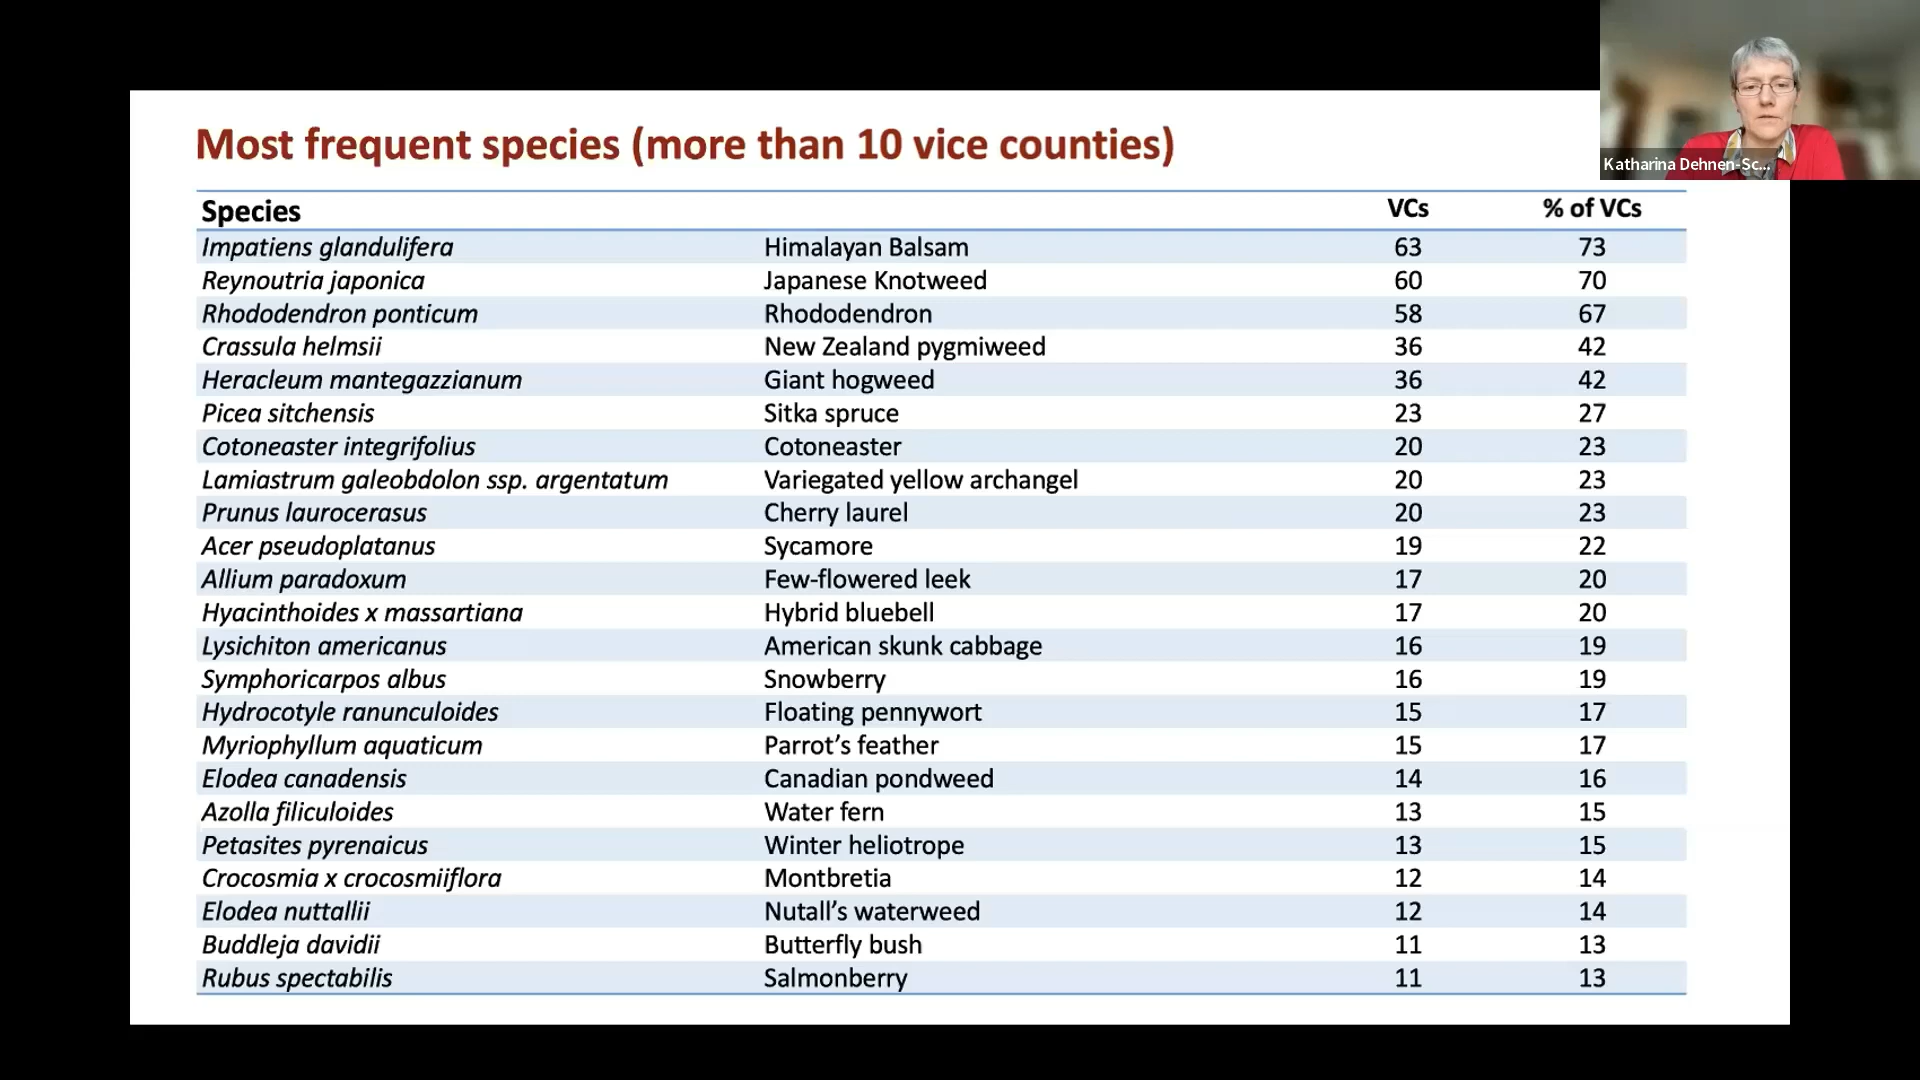 Most frequent species (more than 10 vice counties)
Katharina Dehnen-Sc...
Species VCs % of VCs
Impatiens glandulifera Himalayan Balsam 63 73
Reynoutria japonica Japanese Knotweed 60 70
Rhododendron ponticum Rhododendron 58 67
Crassula helmsii New Zealand pygmiweed 36 42
Heracleum mantegazzianum Giant hogweed 36 42
Picea sitchensis Sitka spruce 23 27
Cotoneaster integrifolius Cotoneaster 20 23
Lamiastrum galeobdolon ssp. argentatum Variegated yellow archangel 20 23
Prunus laurocerasus Cherry laurel 20 23
Acer pseudoplatanus Sycamore 19 22
Allium paradoxum Few-flowered leek 17 20
Hyacinthoides x massartiana Hybrid bluebell 17 20
Lysichiton americanus American skunk cabbage 16 19
Symphoricarpos albus Snowberry 16 19
Hydrocotyle ranunculoides Floating pennywort 15 17
Myriophyllum aquaticum Parrot’s feather 15 17
Elodea canadensis Canadian pondweed 14 16
Azolla filiculoides Water fern 13 15
Petasites pyrenaicus Winter heliotrope 13 15
Crocosmia x crocosmiiflora Montbretia 12 14
Elodea nuttallii Nutall’s waterweed 12 14
Buddleja davidii Butterfly bush 11 13
Rubus spectabilis Salmonberry 11 13